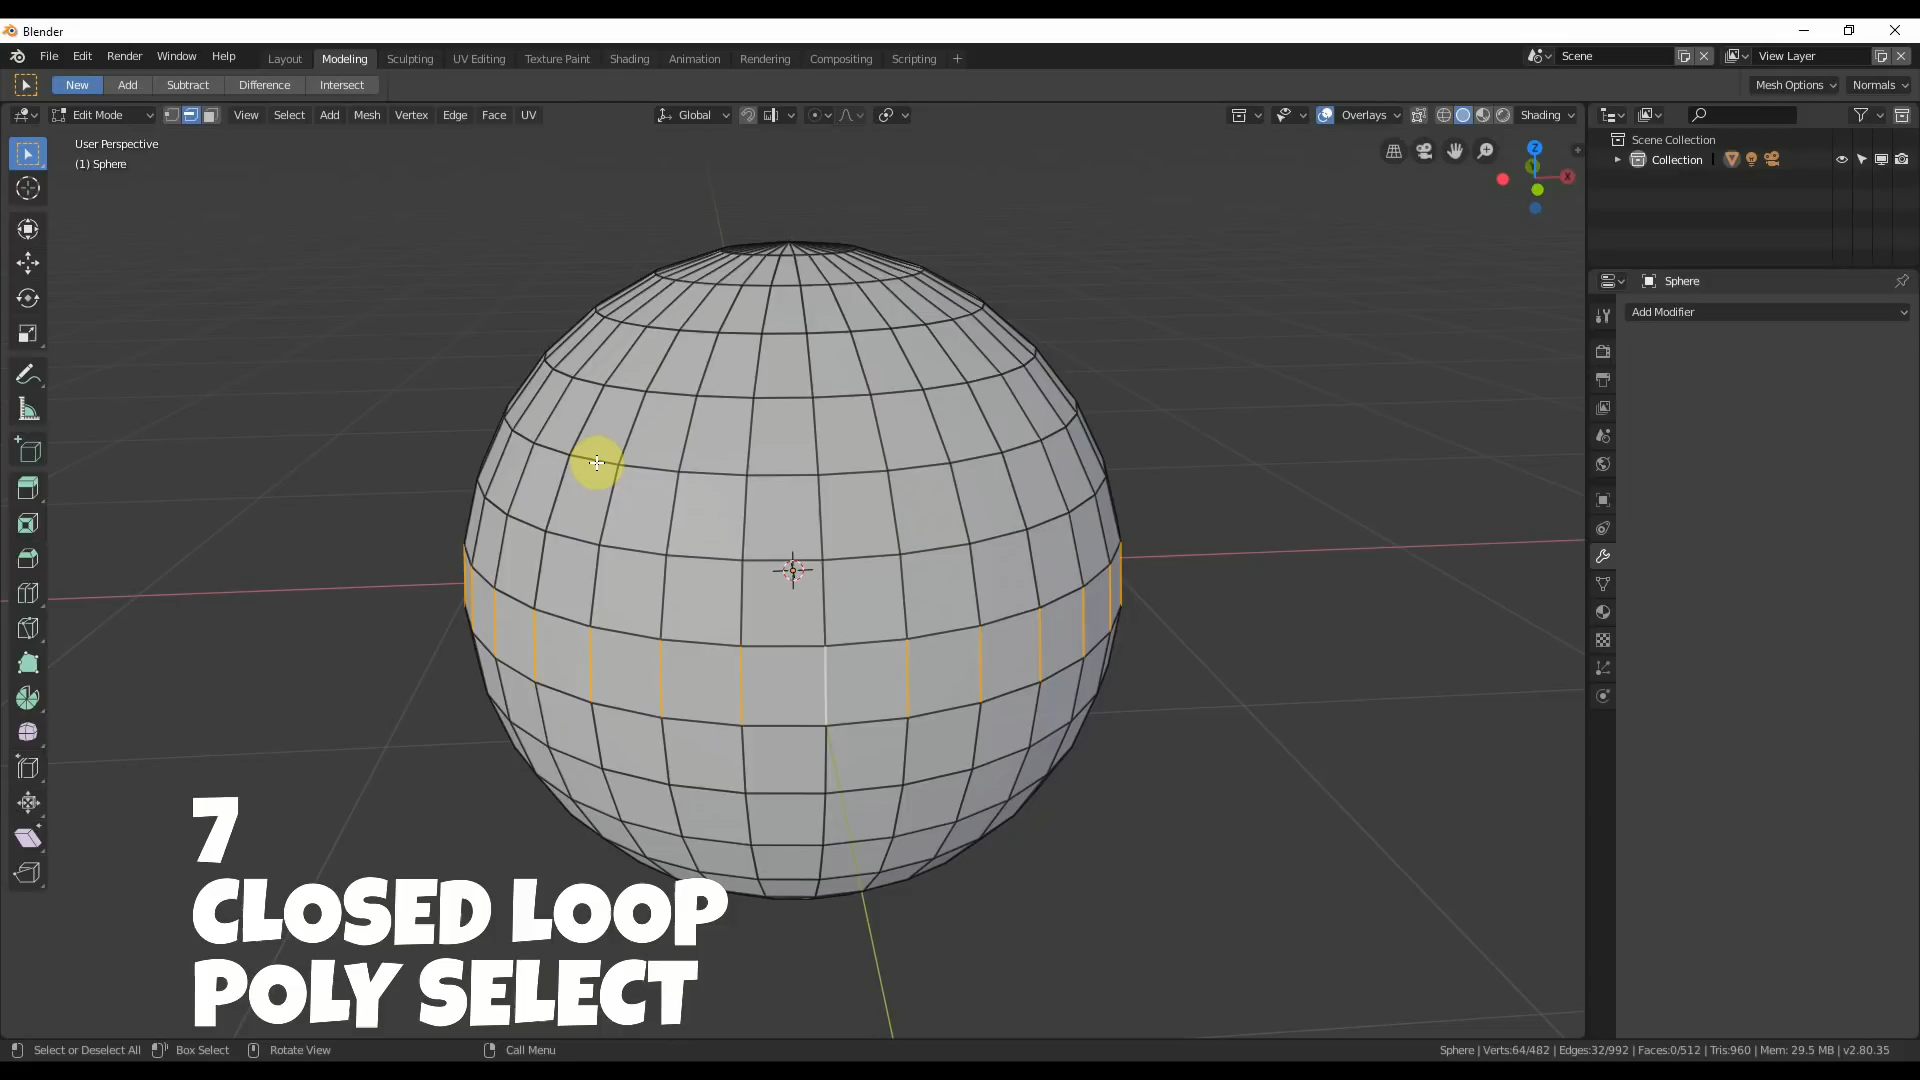 Blender
File Edit Render Window Help Layout Modeling Sculpting UV Editing Texture Paint Shading Animation Rendering Compositing Scripting + Scene View Layer
New Add Subtract Difference Intersect Mesh Options Normals
Edit Mode View Select Add Mesh Vertex Edge Face UV Global Overlays Shading
User Perspective
(1) Sphere
Z
Y
X
Scene Collection
Collection
Sphere
Add Modifier
7
CLOSED LOOP
POLY SELECT
Select or Deselect All Box Select Rotate View Call Menu Sphere | Verts:64/482 | Edges:32/992 | Faces:0/512 | Tris:960 | Mem: 29.5 MB | v2.80.35